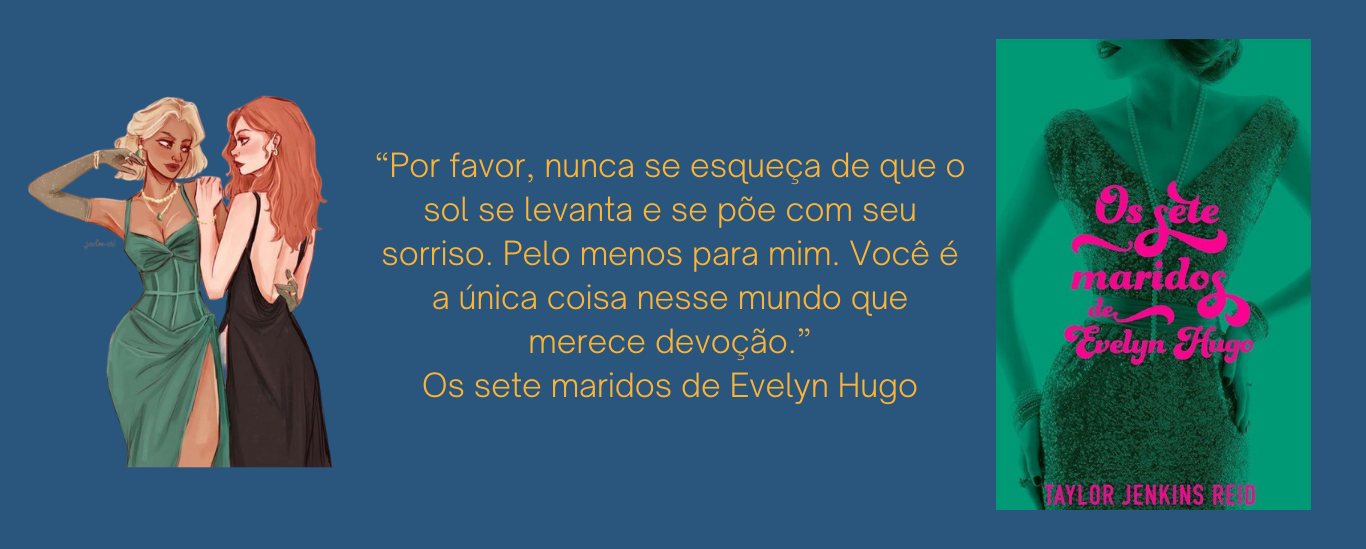 “Por favor, nunca se esqueça de que o
sol se levanta e se põe com seu
sorriso. Pelo menos para mim. Você é
a única coisa nesse mundo que
merece devoção.”
Os sete maridos de Evelyn Hugo
Os sete
maridos
de
Evelyn Hugo
TAYLOR JENKINS REID